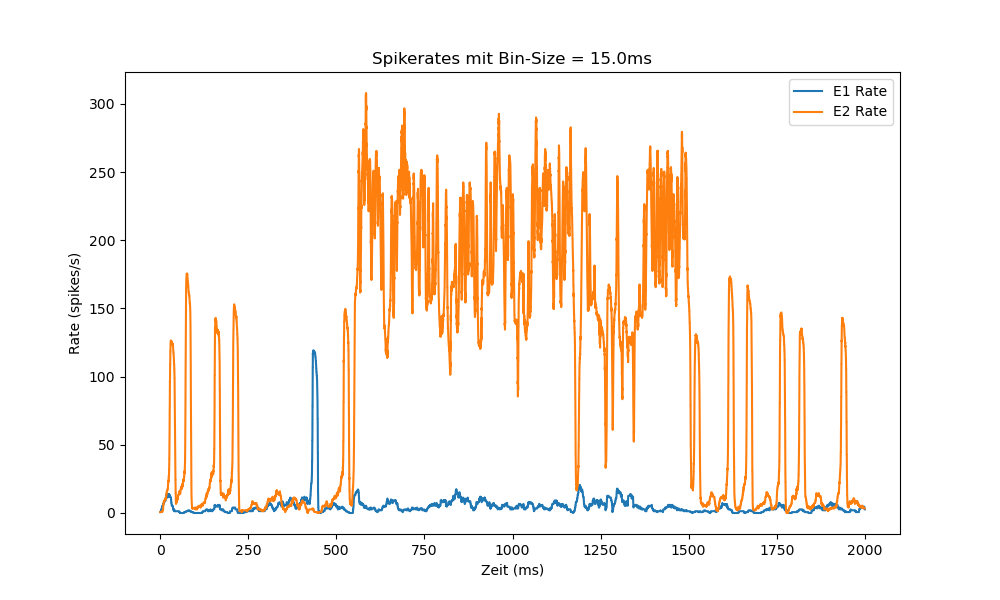 Spikerates mit Bin-Size = 15.0ms
E1 Rate
E2 Rate
300
250
200
150
100
50
0
Rate (spikes/s)
0 250 500 750 1000 1250 1500 1750 2000
Zeit (ms)